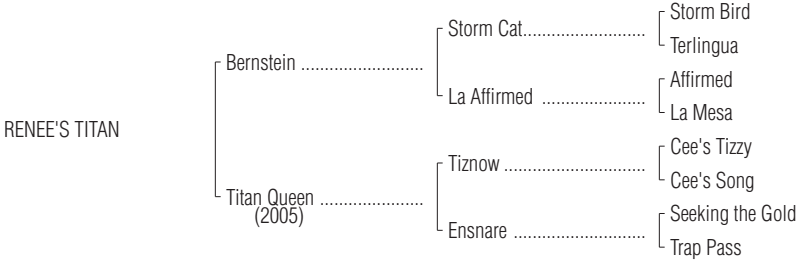 Storm Bird
Storm Cat..........................
Terlingua
Bernstein ..........................
Affirmed
La Affirmed ......................
La Mesa
RENEE'S TITAN
Cee's Tizzy
Tiznow ..............................
Cee's Song
Titan Queen ......................
(2005)
Seeking the Gold
Ensnare ............................
Trap Pass